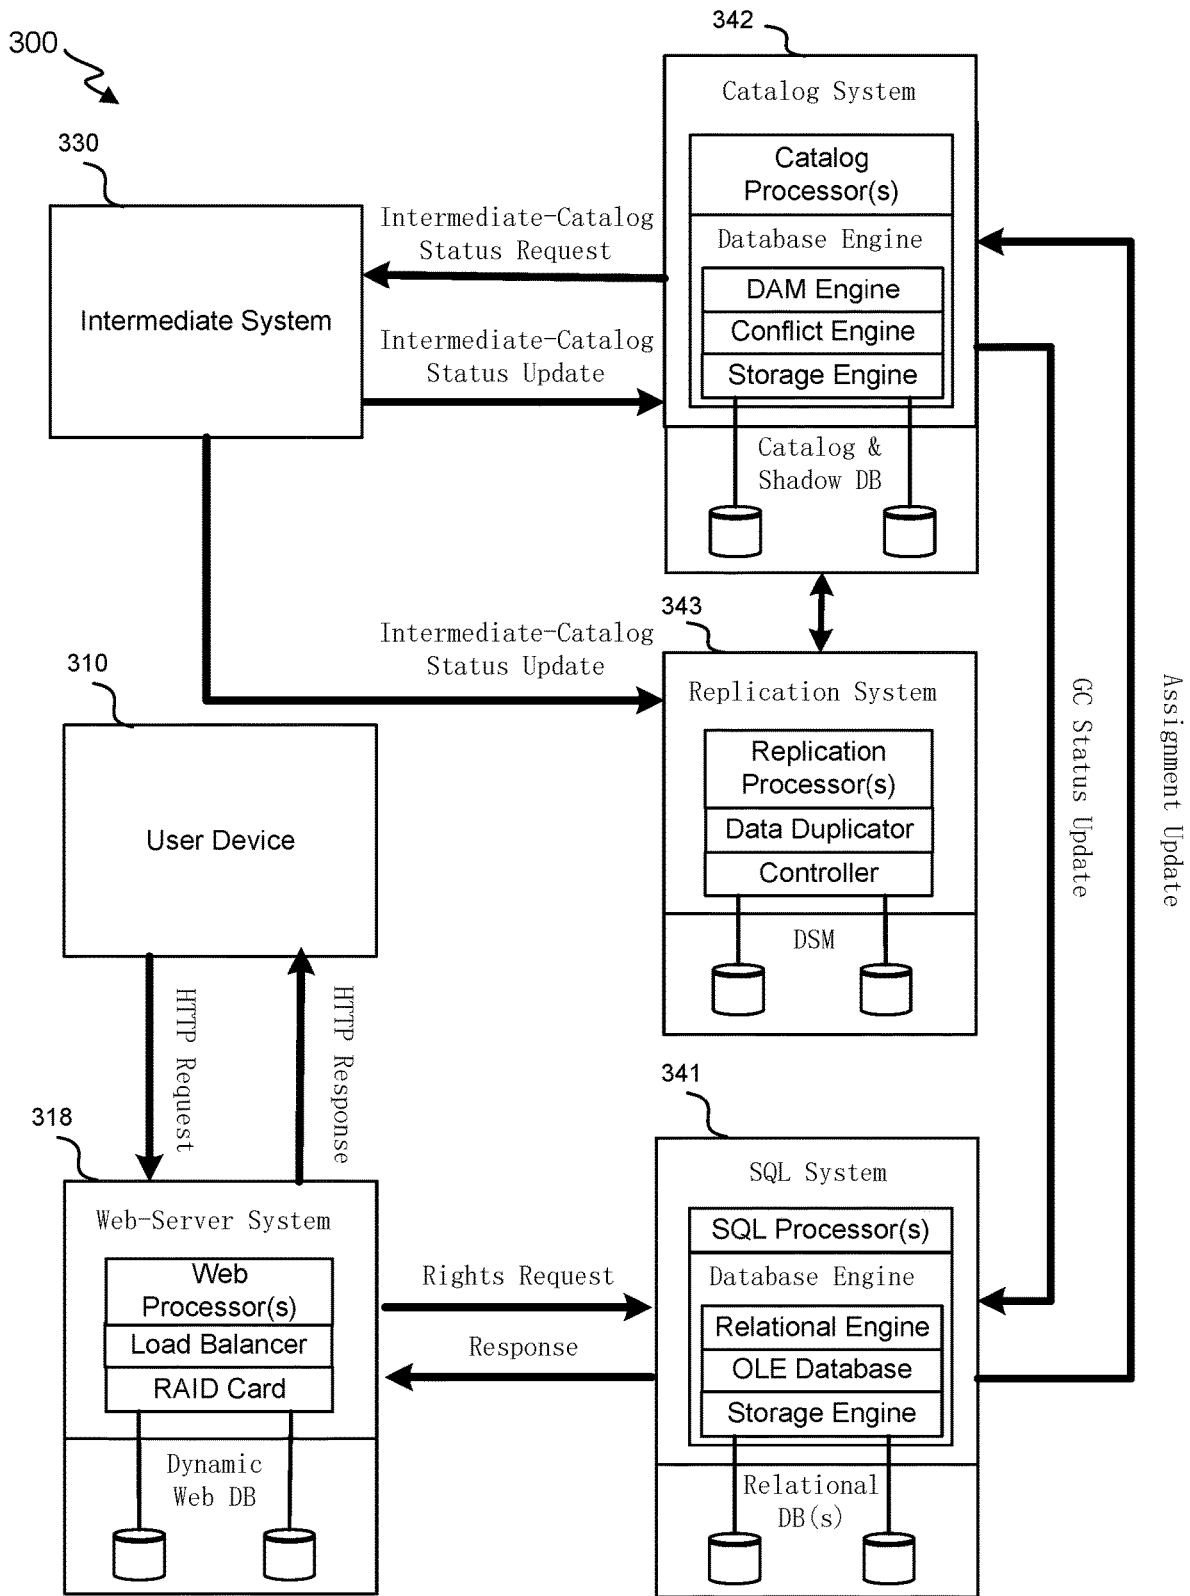 300
342
330
Catalog System
Catalog
Processor(s)
Database Engine
DAM Engine
Conflict Engine
Storage Engine
Catalog &
Shadow DB
Intermediate System
Intermediate-Catalog
Status Request
Intermediate-Catalog
Status Update
Intermediate-Catalog
Status Update
343
Replication System
Replication
Processor(s)
Data Duplicator
Controller
DSM
GC Status Update
Assignment Update
310
User Device
HTTP Request
HTTP Response
318
Web-Server System
Web
Processor(s)
Load Balancer
RAID Card
Dynamic
Web DB
Rights Request
Response
341
SQL System
SQL Processor(s)
Database Engine
Relational Engine
OLE Database
Storage Engine
Relational
DB(s)